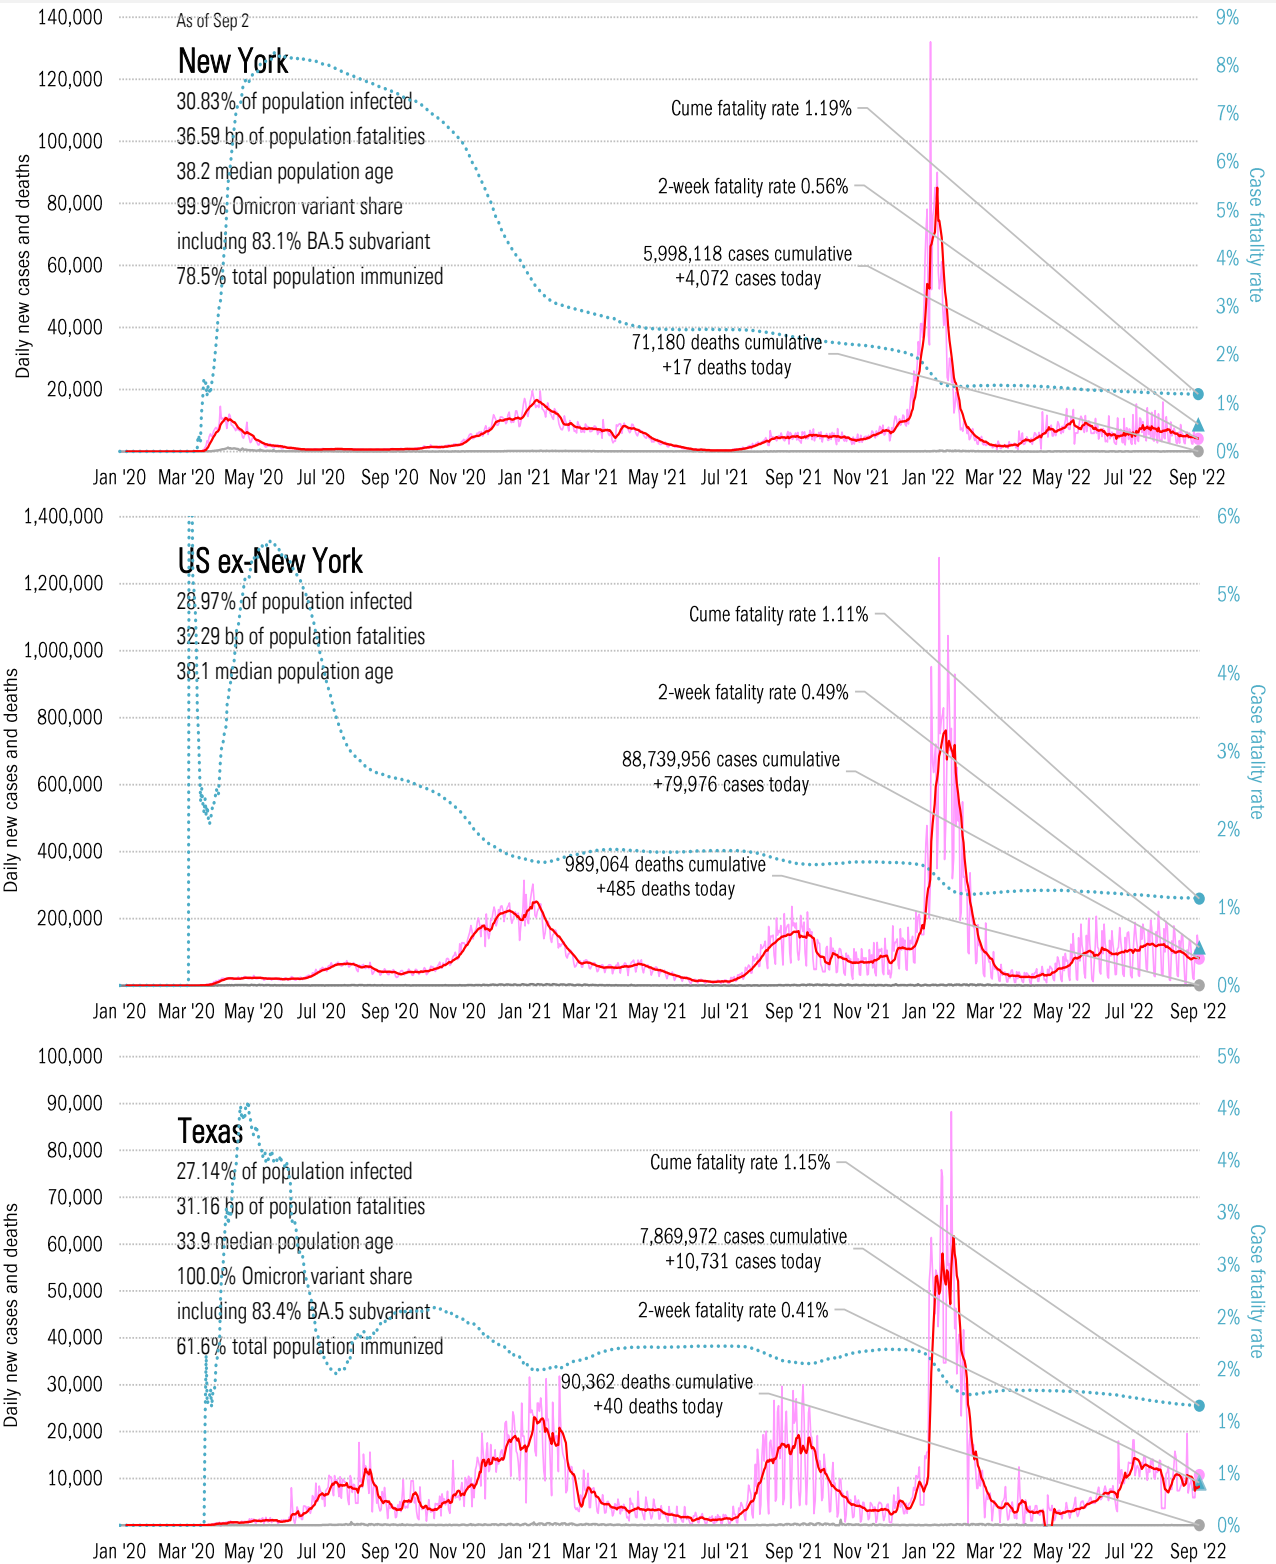 As of Sep 2
New York
30.83% of population infected
36.59 bp of population fatalities
38.2 median population age
99.9% Omicron variant share
including 83.1% BA.5 subvariant
78.5% total population immunized
Cume fatality rate 1.19%
2-week fatality rate 0.56%
5,998,118 cases cumulative
+4,072 cases today
71,180 deaths cumulative
+17 deaths today
Daily new cases and deaths
140,000
120,000
100,000
80,000
60,000
40,000
20,000
9%
8%
7%
6%
5%
4%
3%
2%
1%
0%
Case fatality rate
Jan '20 Mar '20 May '20 Jul '20 Sep '20 Nov '20 Jan '21 Mar '21 May '21 Jul '21 Sep '21 Nov '21 Jan '22 Mar '22 May '22 Jul '22 Sep '22
US ex-New York
28.97% of population infected
32.29 bp of population fatalities
38.1 median population age
Cume fatality rate 1.11%
2-week fatality rate 0.49%
88,739,956 cases cumulative
+79,976 cases today
989,064 deaths cumulative
+485 deaths today
Daily new cases and deaths
1,400,000
1,200,000
1,000,000
800,000
600,000
400,000
200,000
6%
5%
4%
3%
2%
1%
0%
Case fatality rate
Jan '20 Mar '20 May '20 Jul '20 Sep '20 Nov '20 Jan '21 Mar '21 May '21 Jul '21 Sep '21 Nov '21 Jan '22 Mar '22 May '22 Jul '22 Sep '22
Texas
27.14% of population infected
31.16 bp of population fatalities
33.9 median population age
100.0% Omicron variant share
including 83.4% BA.5 subvariant
61.6% total population immunized
Cume fatality rate 1.15%
7,869,972 cases cumulative
+10,731 cases today
2-week fatality rate 0.41%
90,362 deaths cumulative
+40 deaths today
Daily new cases and deaths
100,000
90,000
80,000
70,000
60,000
50,000
40,000
30,000
20,000
10,000
5%
4%
4%
3%
3%
2%
2%
1%
1%
0%
Case fatality rate
Jan '20 Mar '20 May '20 Jul '20 Sep '20 Nov '20 Jan '21 Mar '21 May '21 Jul '21 Sep '21 Nov '21 Jan '22 Mar '22 May '22 Jul '22 Sep '22